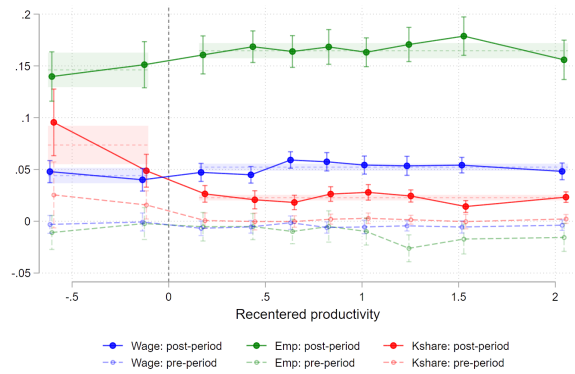 .2
.15
.1
.05
0
-.05
-.5
0
.5
1
1.5
2
Recentered productivity
Wage: post-period
Emp: post-period
Kshare: post-period
Wage: pre-period
Emp: pre-period
Kshare: pre-period